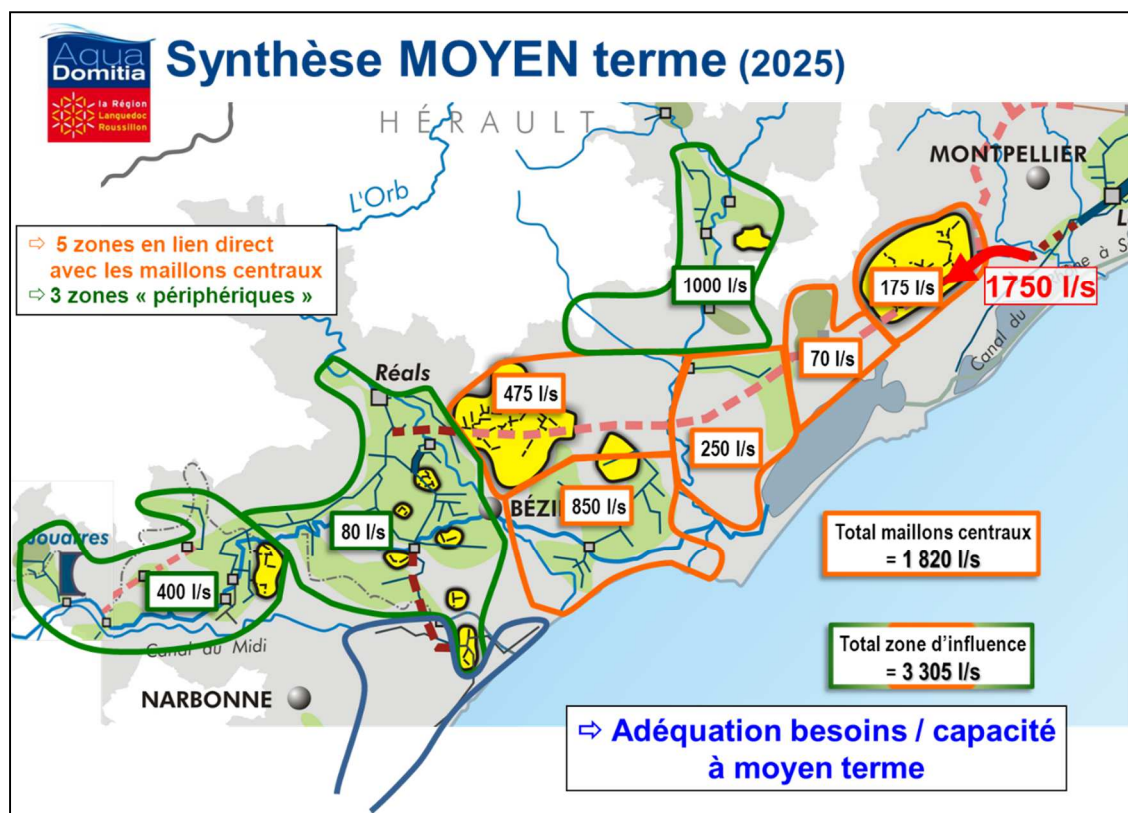 Aqua
Domitia
la Région
Languedoc
Roussillon
Synthèse MOYEN terme (2025)
HÉRAULT
MONTPELLIER
L'Orb
⇨ 5 zones en lien direct
avec les maillons centraux
⇨ 3 zones « périphériques »
1000 l/s
175 l/s
1750 l/s
Canal du
70 l/s
Réals
475 l/s
250 l/s
850 l/s
80 l/s
Jouarres
400 l/s
Canal du Midi
NARBONNE
Total maillons centraux
= 1 820 l/s
Total zone d'influence
= 3 305 l/s
⇨ Adéquation besoins / capacité
à moyen terme